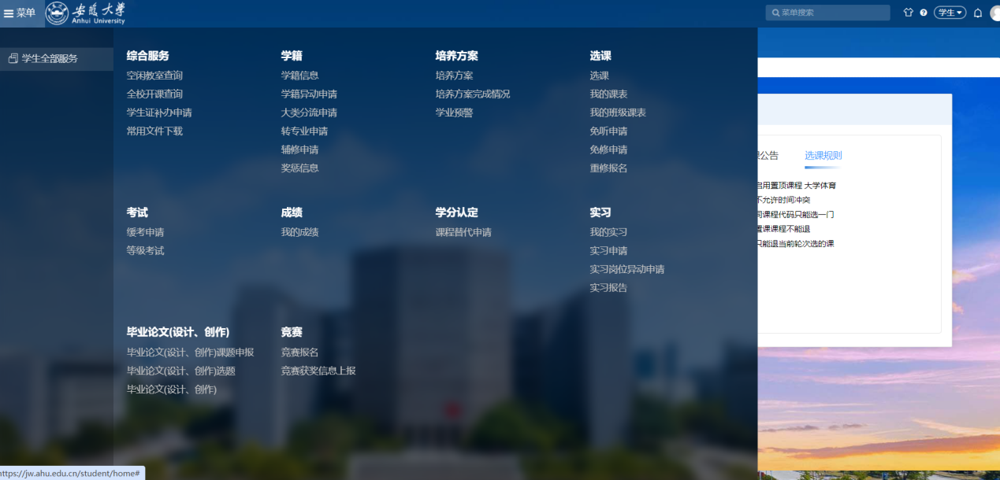 菜单
安徽大学
Anhui University
菜单搜索
学生
学生全部服务
综合服务
空闲教室查询
全校开课查询
学生证补办申请
常用文件下载
学籍
学籍信息
学籍异动申请
大类分流申请
转专业申请
辅修申请
奖惩信息
培养方案
培养方案
培养方案完成情况
学业预警
选课
选课
我的课表
我的班级课表
免听申请
免修申请
重修报名
考试
缓考申请
等级考试
成绩
我的成绩
学分认定
课程替代申请
实习
我的实习
实习申请
实习岗位异动申请
实习报告
毕业论文(设计、创作)
毕业论文(设计、创作)课题申报
毕业论文(设计、创作)选题
毕业论文(设计、创作)
竞赛
竞赛报名
竞赛获奖信息上报
公告
选课规则
启用置顶课程 大学体育
不允许时间冲突
同课程代码只能选一门
置课课程不能退
只能退当前轮次选的课
https://jw.ahu.edu.cn/student/home#